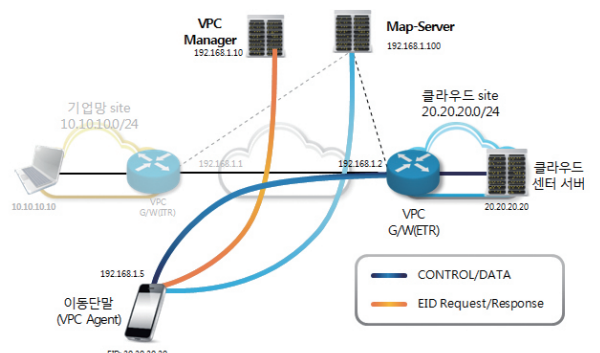 VPC
Manager
192.168.1.10
Map-Server
192.168.1.100
기업망 site
10.10.10.0/24
클라우드 site
20.20.20.0/24
192.168.1.1
192.168.1.2
10.10.10.10
VPC
G/W(ITR)
VPC
G/W(ETR)
클라우드
센터 서버
20.20.20.20
192.168.1.5
이동단말
(VPC Agent)
CONTROL/DATA
EID Request/Response